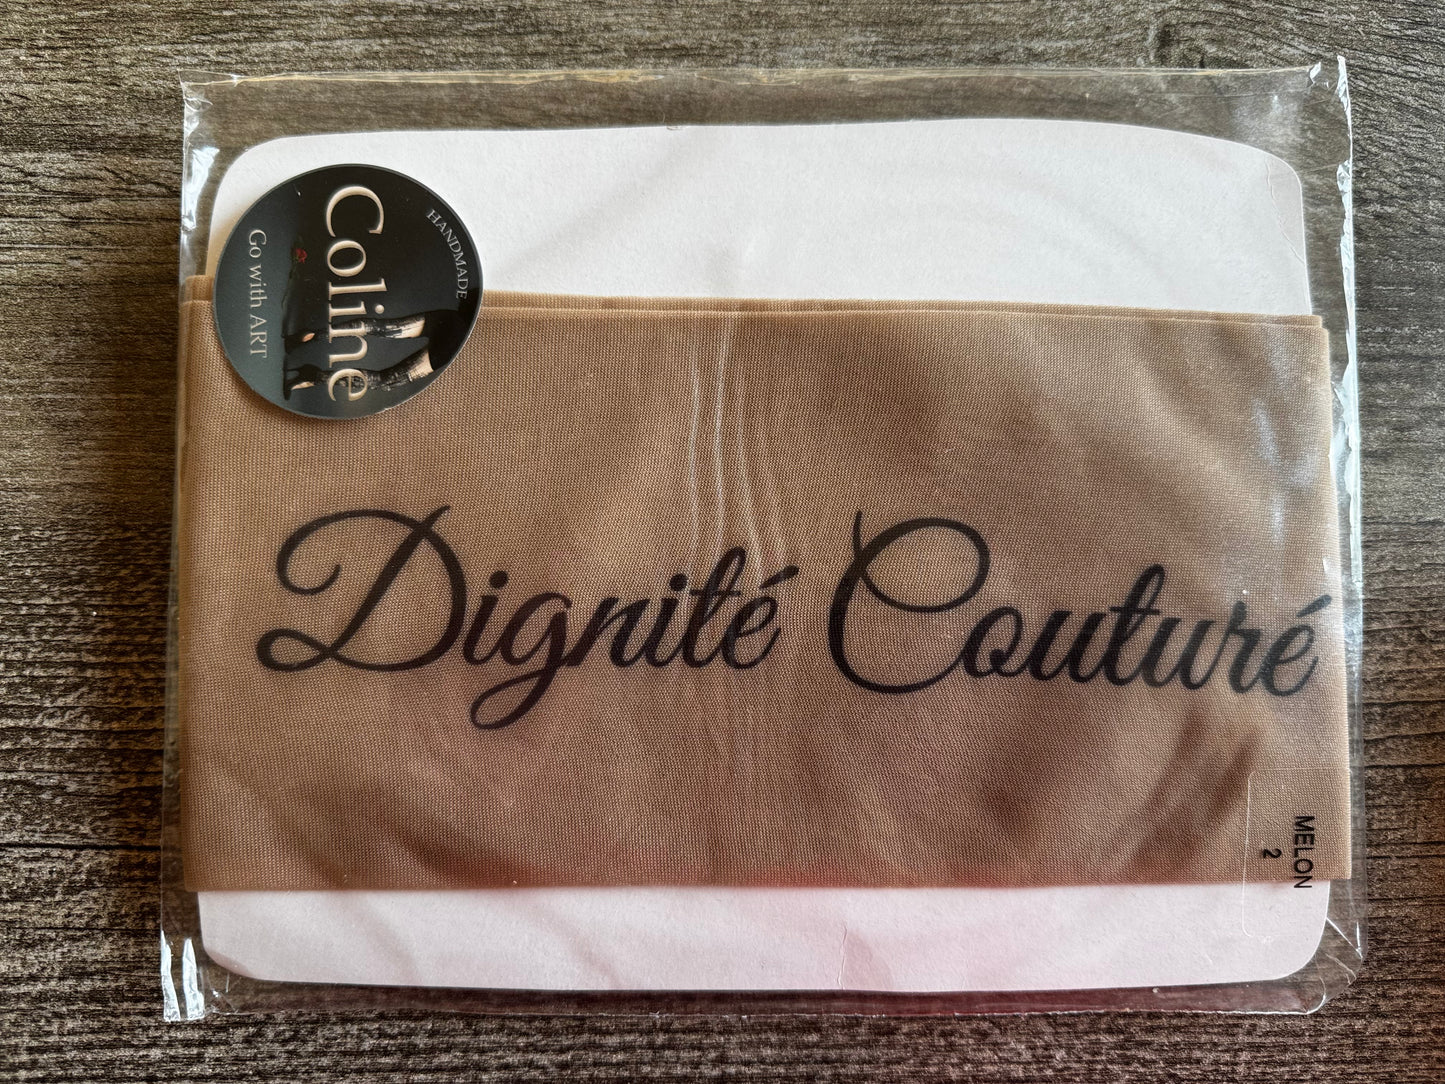 HANDMADE
Coline
Go with ART
Dignité Couturé
MELON
2